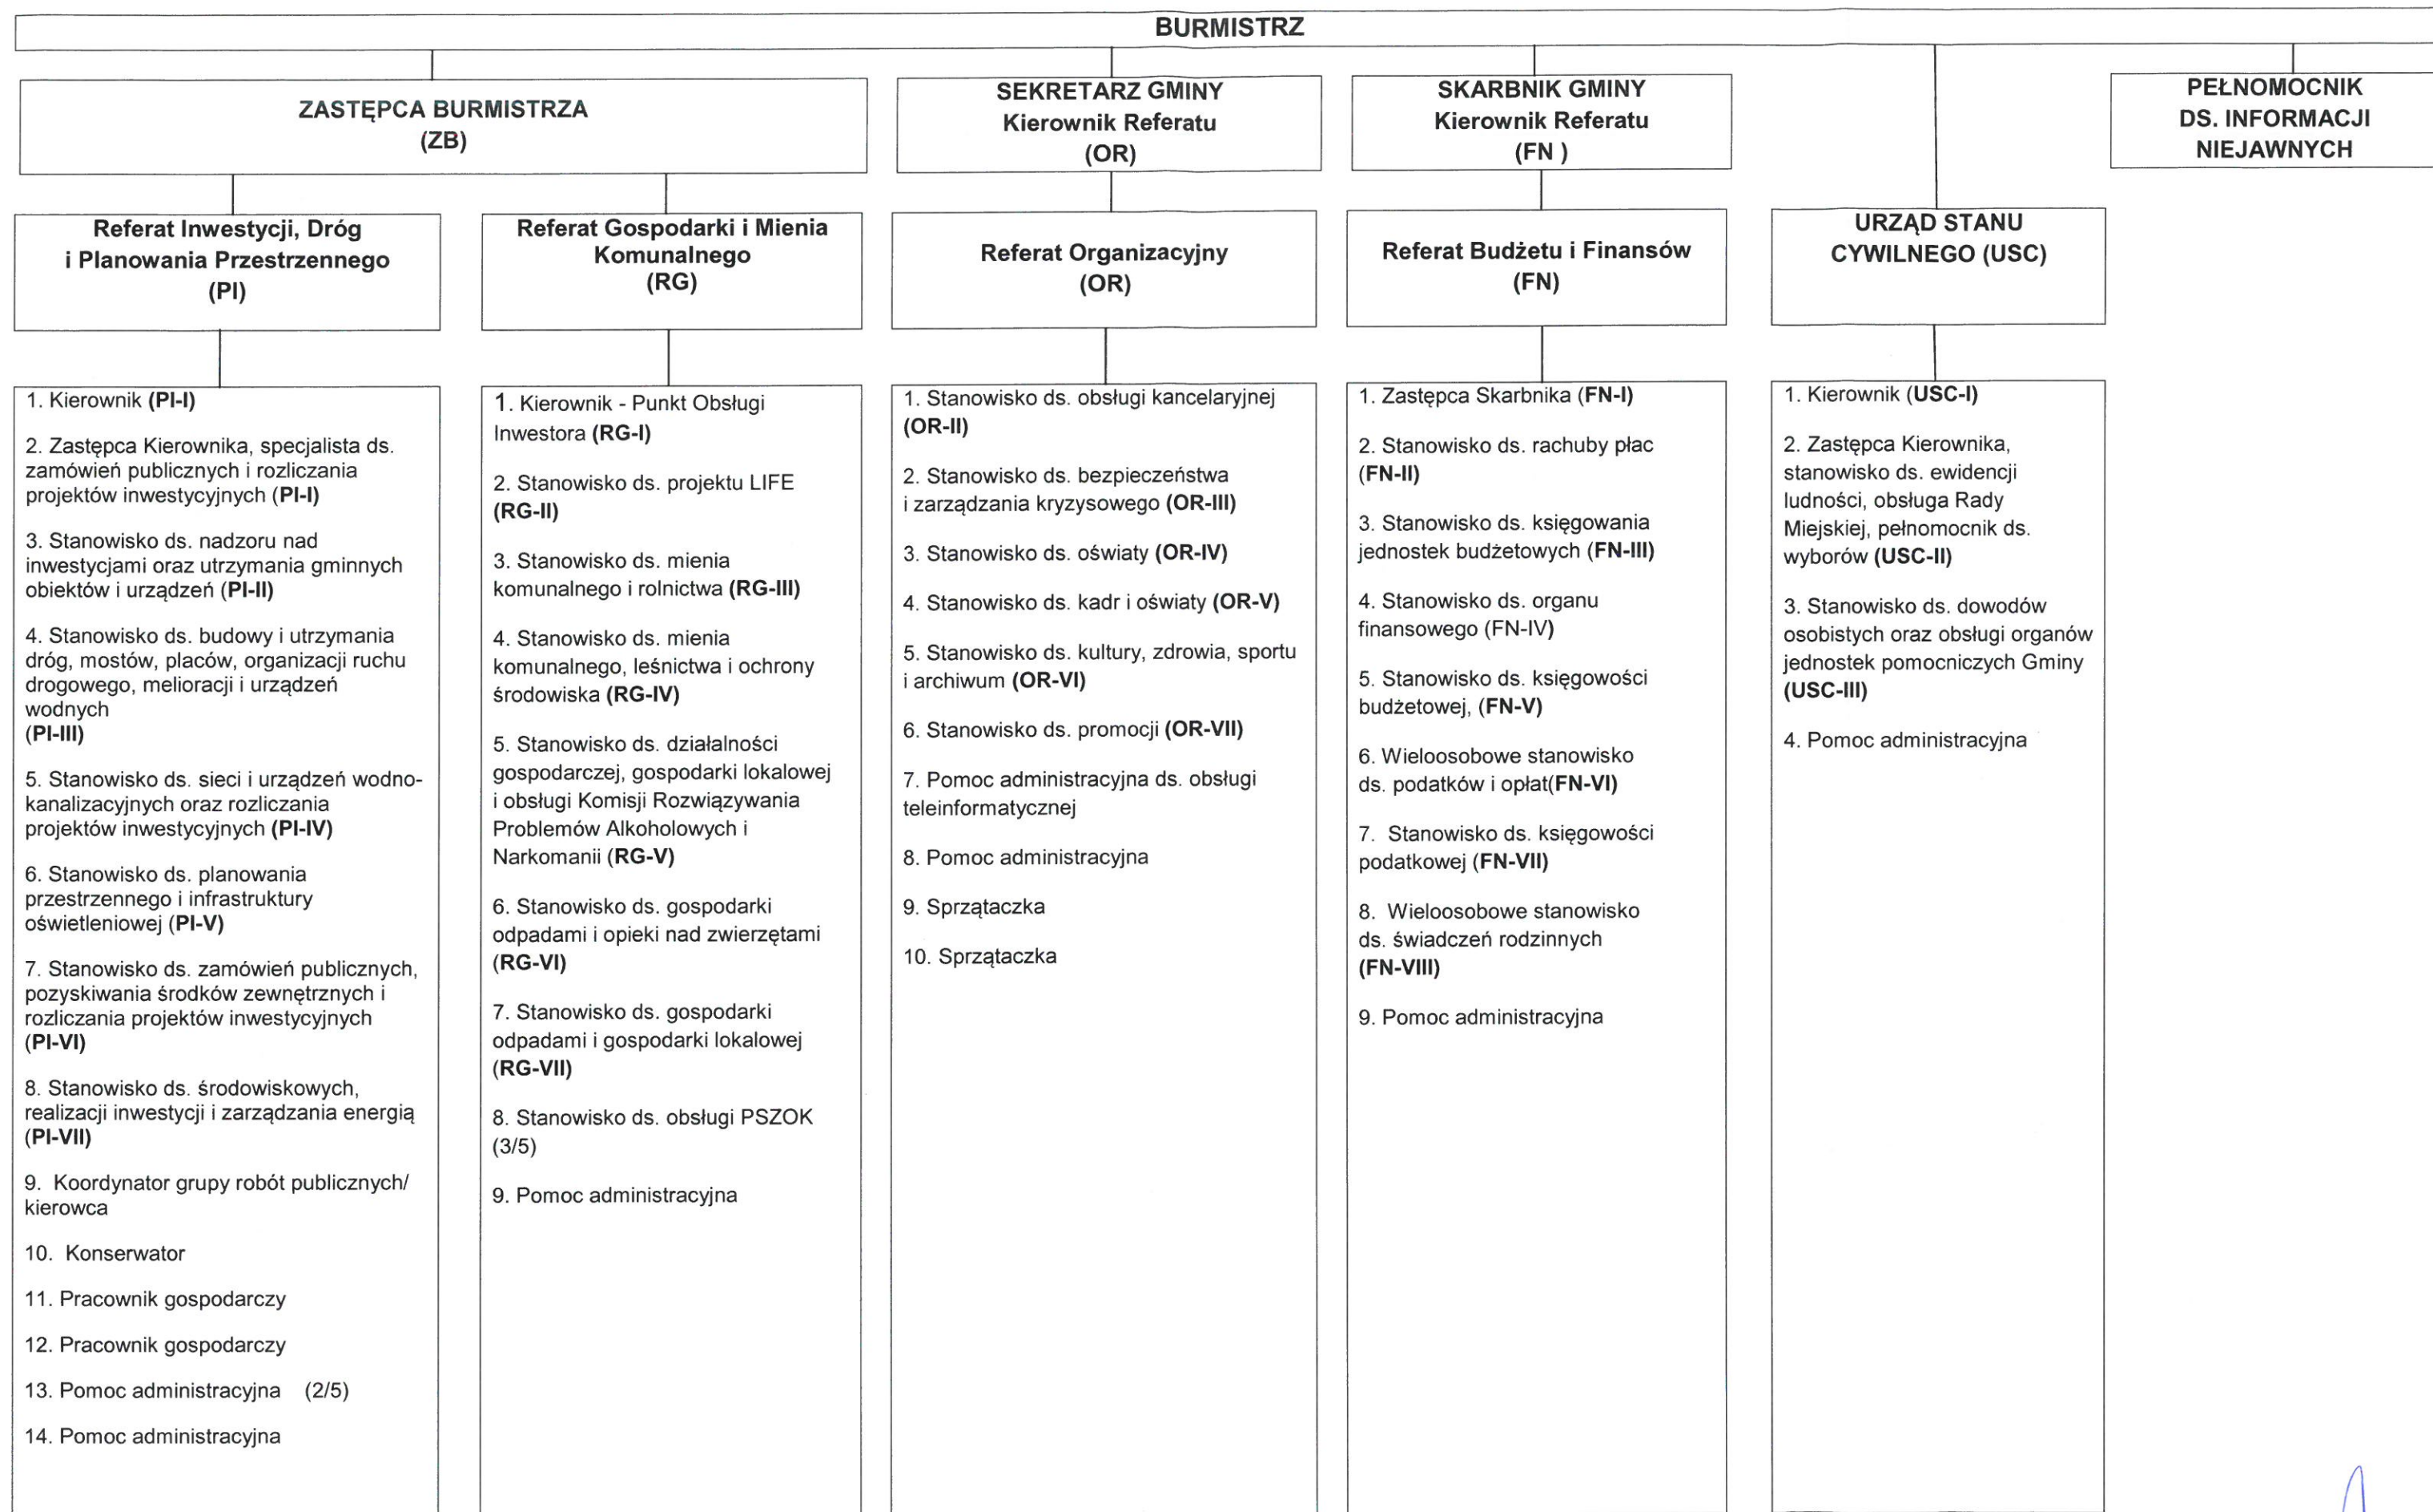 BURMISTRZ
ZASTĘPCA BURMISTRZA
(ZB)
SEKRETARZ GMINY
Kierownik Referatu
(OR)
SKARBNIK GMINY
Kierownik Referatu
(FN )
PEŁNOMOCNIK
DS. INFORMACJI
NIEJAWNYCH
Referat Inwestycji, Dróg
i Planowania Przestrzennego
(PI)
Referat Gospodarki i Mienia
Komunalnego
(RG)
Referat Organizacyjny
(OR)
Referat Budżetu i Finansów
(FN)
URZĄD STANU
CYWILNEGO (USC)
1. Kierownik (PI-I)
2. Zastępca Kierownika, specjalista ds.
zamówień publicznych i rozliczania
projektów inwestycyjnych (PI-I)
3. Stanowisko ds. nadzoru nad
inwestycjami oraz utrzymania gminnych
obiektów i urządzeń (PI-II)
4. Stanowisko ds. budowy i utrzymania
dróg, mostów, placów, organizacji ruchu
drogowego, melioracji i urządzeń
wodnych
(PI-III)
5. Stanowisko ds. sieci i urządzeń wodno-
kanalizacyjnych oraz rozliczania
projektów inwestycyjnych (PI-IV)
6. Stanowisko ds. planowania
przestrzennego i infrastruktury
oświetleniowej (PI-V)
7. Stanowisko ds. zamówień publicznych,
pozyskiwania środków zewnętrznych i
rozliczania projektów inwestycyjnych
(PI-VI)
8. Stanowisko ds. środowiskowych,
realizacji inwestycji i zarządzania energią
(PI-VII)
9. Koordynator grupy robót publicznych/
kierowca
10. Konserwator
11. Pracownik gospodarczy
12. Pracownik gospodarczy
13. Pomoc administracyjna (2/5)
14. Pomoc administracyjna
1. Kierownik - Punkt Obsługi
Inwestora (RG-I)
2. Stanowisko ds. projektu LIFE
(RG-II)
3. Stanowisko ds. mienia
komunalnego i rolnictwa (RG-III)
4. Stanowisko ds. mienia
komunalnego, leśnictwa i ochrony
środowiska (RG-IV)
5. Stanowisko ds. działalności
gospodarczej, gospodarki lokalowej
i obsługi Komisji Rozwiązywania
Problemów Alkoholowych i
Narkomanii (RG-V)
6. Stanowisko ds. gospodarki
odpadami i opieki nad zwierzętami
(RG-VI)
7. Stanowisko ds. gospodarki
odpadami i gospodarki lokalowej
(RG-VII)
8. Stanowisko ds. obsługi PSZOK
(3/5)
9. Pomoc administracyjna
1. Stanowisko ds. obsługi kancelaryjnej
(OR-II)
2. Stanowisko ds. bezpieczeństwa
i zarządzania kryzysowego (OR-III)
3. Stanowisko ds. oświaty (OR-IV)
4. Stanowisko ds. kadr i oświaty (OR-V)
5. Stanowisko ds. kultury, zdrowia, sportu
i archiwum (OR-VI)
6. Stanowisko ds. promocji (OR-VII)
7. Pomoc administracyjna ds. obsługi
teleinformatycznej
8. Pomoc administracyjna
9. Sprzątaczka
10. Sprzątaczka
1. Zastępca Skarbnika (FN-I)
2. Stanowisko ds. rachuby płac
(FN-II)
3. Stanowisko ds. księgowania
jednostek budżetowych (FN-III)
4. Stanowisko ds. organu
finansowego (FN-IV)
5. Stanowisko ds. księgowości
budżetowej, (FN-V)
6. Wieloosobowe stanowisko
ds. podatków i opłat(FN-VI)
7. Stanowisko ds. księgowości
podatkowej (FN-VII)
8. Wieloosobowe stanowisko
ds. świadczeń rodzinnych
(FN-VIII)
9. Pomoc administracyjna
1. Kierownik (USC-I)
2. Zastępca Kierownika,
stanowisko ds. ewidencji
ludności, obsługa Rady
Miejskiej, pełnomocnik ds.
wyborów (USC-II)
3. Stanowisko ds. dowodów
osobistych oraz obsługi organów
jednostek pomocniczych Gminy
(USC-III)
4. Pomoc administracyjna